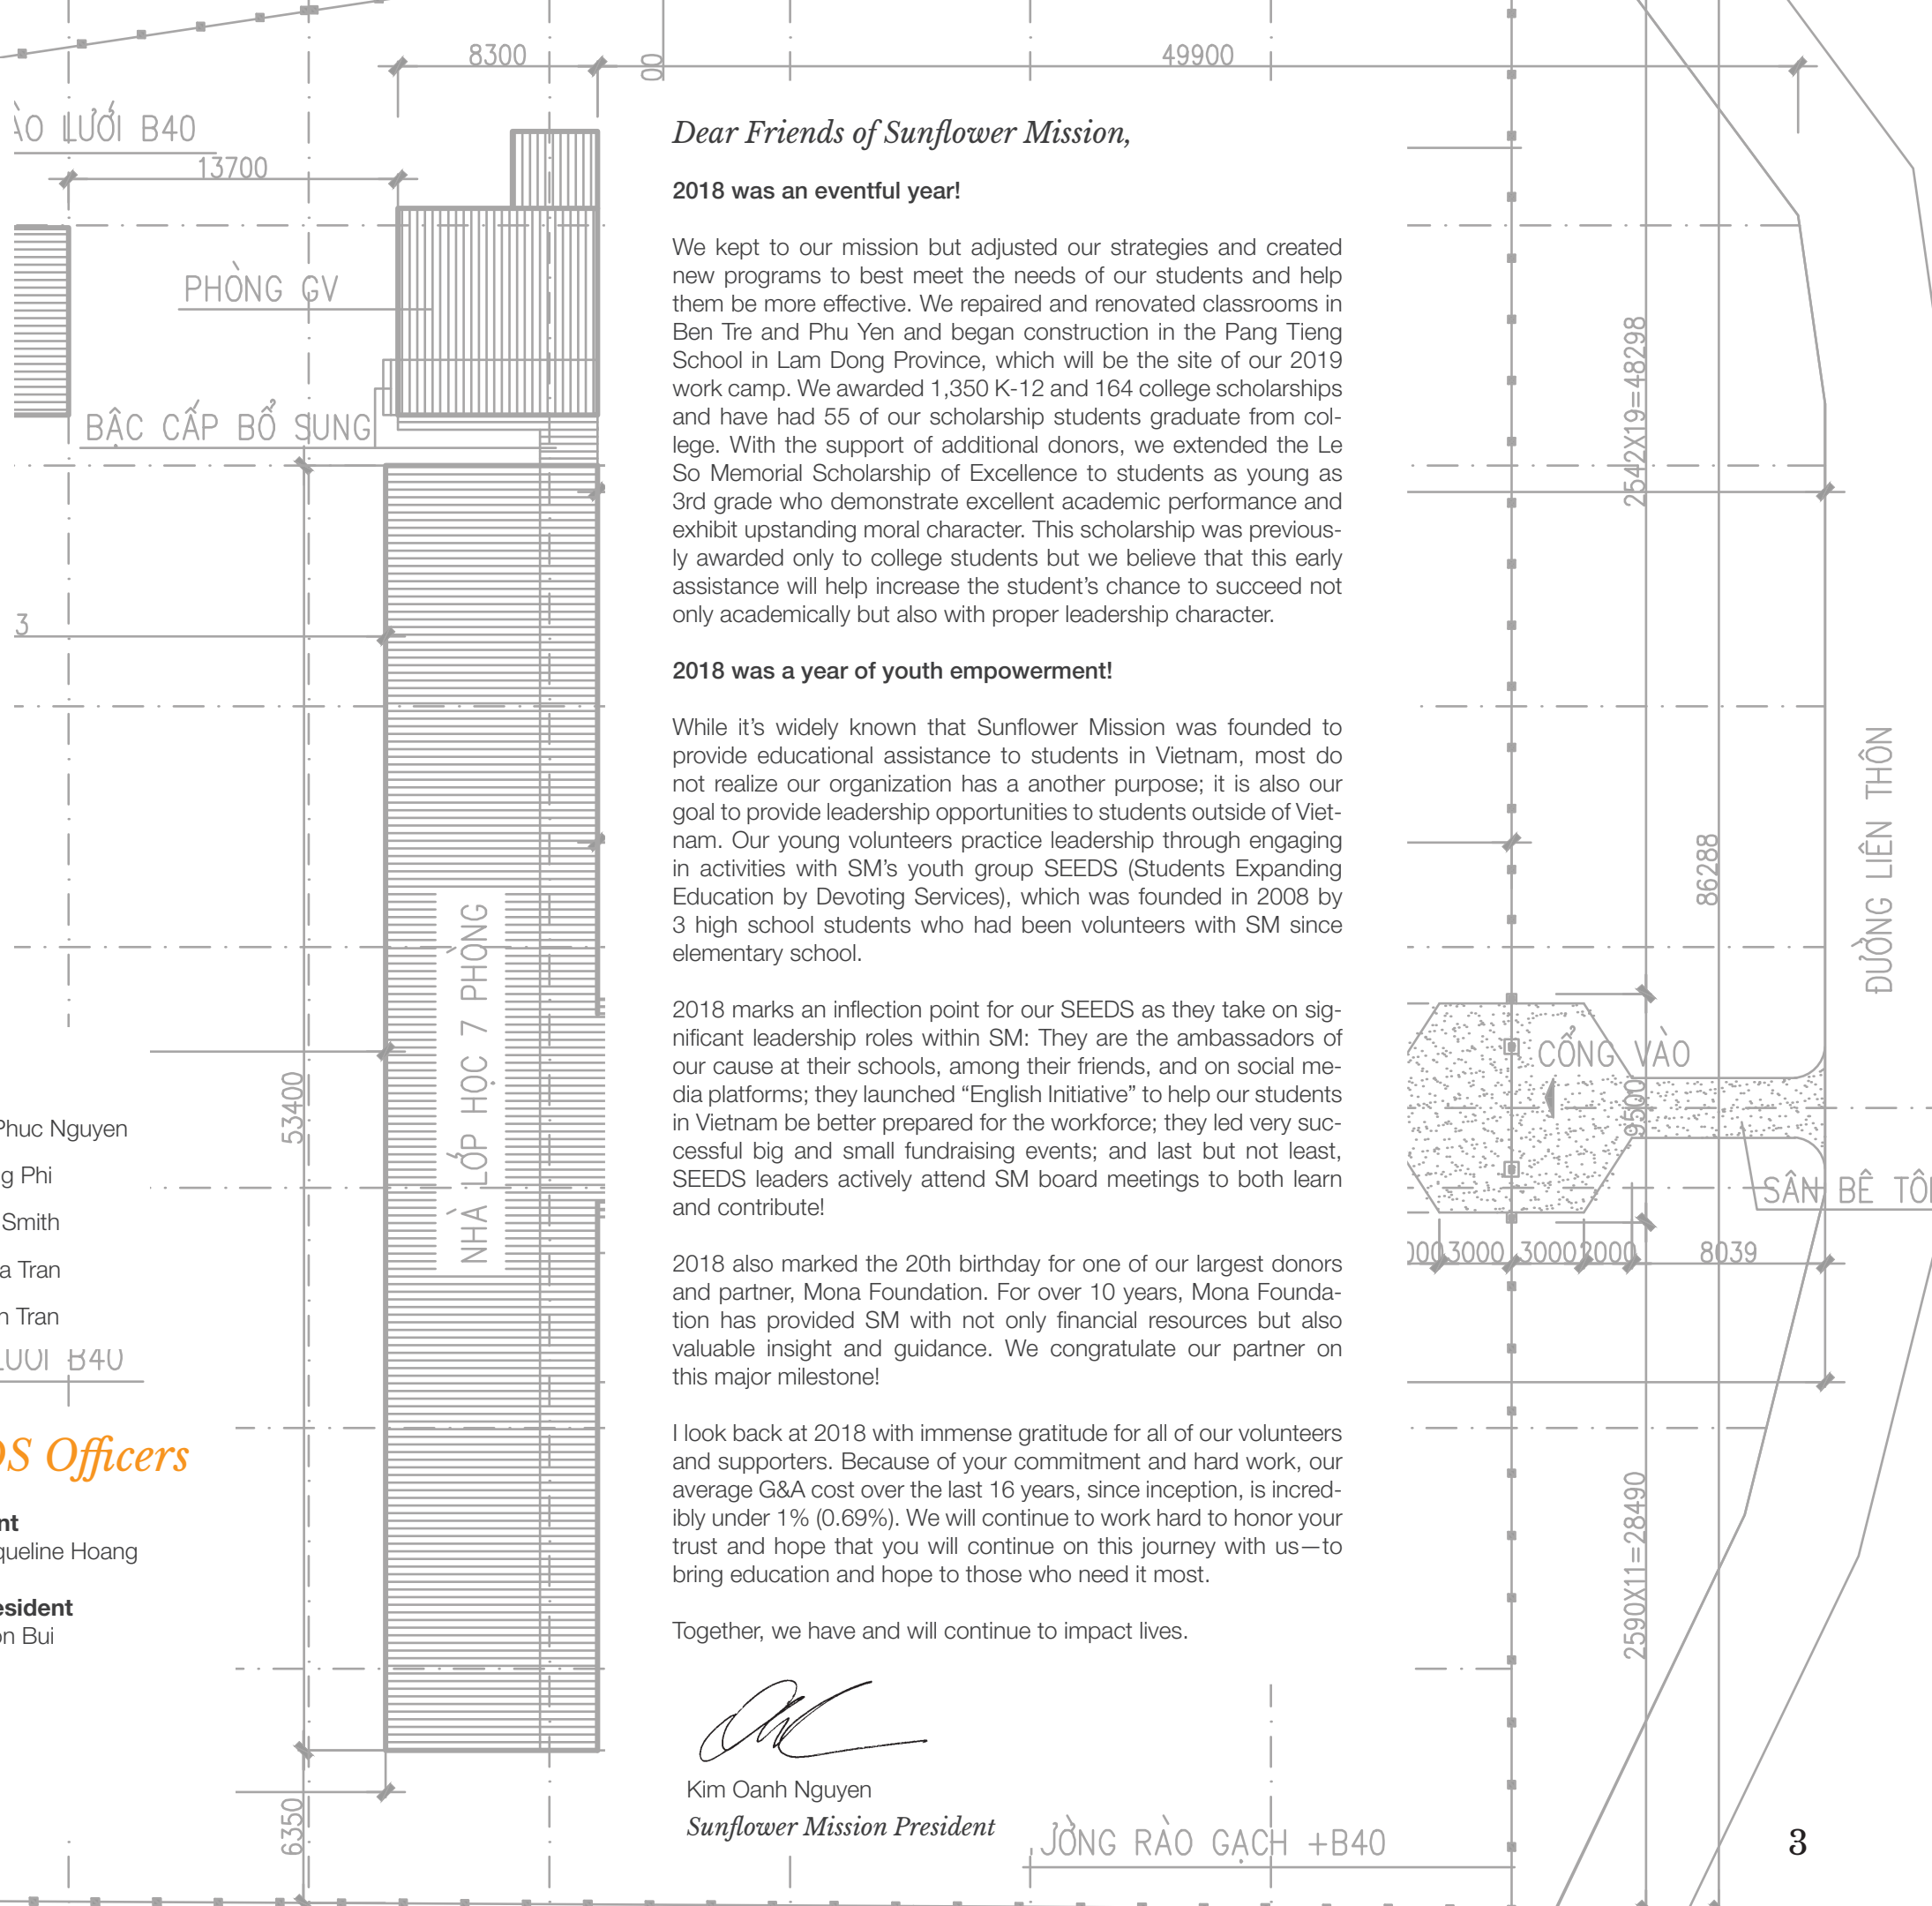 8300
00
49900
ÀO LƯỚI B40
13700
PHÒNG GV
BẬC CẤP BỔ SUNG
3
NHÀ LỚP HỌC 7 PHÒNG
53400
6350
Phuc Nguyen
g Phi
Smith
a Tran
n Tran
LƯỚI B40
DS Officers
nt
queline Hoang
esident
on Bui
Dear Friends of Sunflower Mission,
2018 was an eventful year!
We kept to our mission but adjusted our strategies and created
new programs to best meet the needs of our students and help
them be more effective. We repaired and renovated classrooms in
Ben Tre and Phu Yen and began construction in the Pang Tieng
School in Lam Dong Province, which will be the site of our 2019
work camp. We awarded 1,350 K-12 and 164 college scholarships
and have had 55 of our scholarship students graduate from col-
lege. With the support of additional donors, we extended the Le
So Memorial Scholarship of Excellence to students as young as
3rd grade who demonstrate excellent academic performance and
exhibit upstanding moral character. This scholarship was previous-
ly awarded only to college students but we believe that this early
assistance will help increase the student’s chance to succeed not
only academically but also with proper leadership character.
2018 was a year of youth empowerment!
While it’s widely known that Sunflower Mission was founded to
provide educational assistance to students in Vietnam, most do
not realize our organization has a another purpose; it is also our
goal to provide leadership opportunities to students outside of Viet-
nam. Our young volunteers practice leadership through engaging
in activities with SM’s youth group SEEDS (Students Expanding
Education by Devoting Services), which was founded in 2008 by
3 high school students who had been volunteers with SM since
elementary school.
2018 marks an inflection point for our SEEDS as they take on sig-
nificant leadership roles within SM: They are the ambassadors of
our cause at their schools, among their friends, and on social me-
dia platforms; they launched “English Initiative” to help our students
in Vietnam be better prepared for the workforce; they led very suc-
cessful big and small fundraising events; and last but not least,
SEEDS leaders actively attend SM board meetings to both learn
and contribute!
2018 also marked the 20th birthday for one of our largest donors
and partner, Mona Foundation. For over 10 years, Mona Founda-
tion has provided SM with not only financial resources but also
valuable insight and guidance. We congratulate our partner on
this major milestone!
I look back at 2018 with immense gratitude for all of our volunteers
and supporters. Because of your commitment and hard work, our
average G&A cost over the last 16 years, since inception, is incred-
ibly under 1% (0.69%). We will continue to work hard to honor your
trust and hope that you will continue on this journey with us—to
bring education and hope to those who need it most.
Together, we have and will continue to impact lives.
Kim Oanh Nguyen
Sunflower Mission President
ỜNG RÀO GẠCH +B40
2542X19=48298
86288
ĐƯỜNG LIÊN THÔN
CỔNG VÀO
9500
SÂN BÊ TÔN
000 3000 3000 2000 8039
2590X11=28490
3